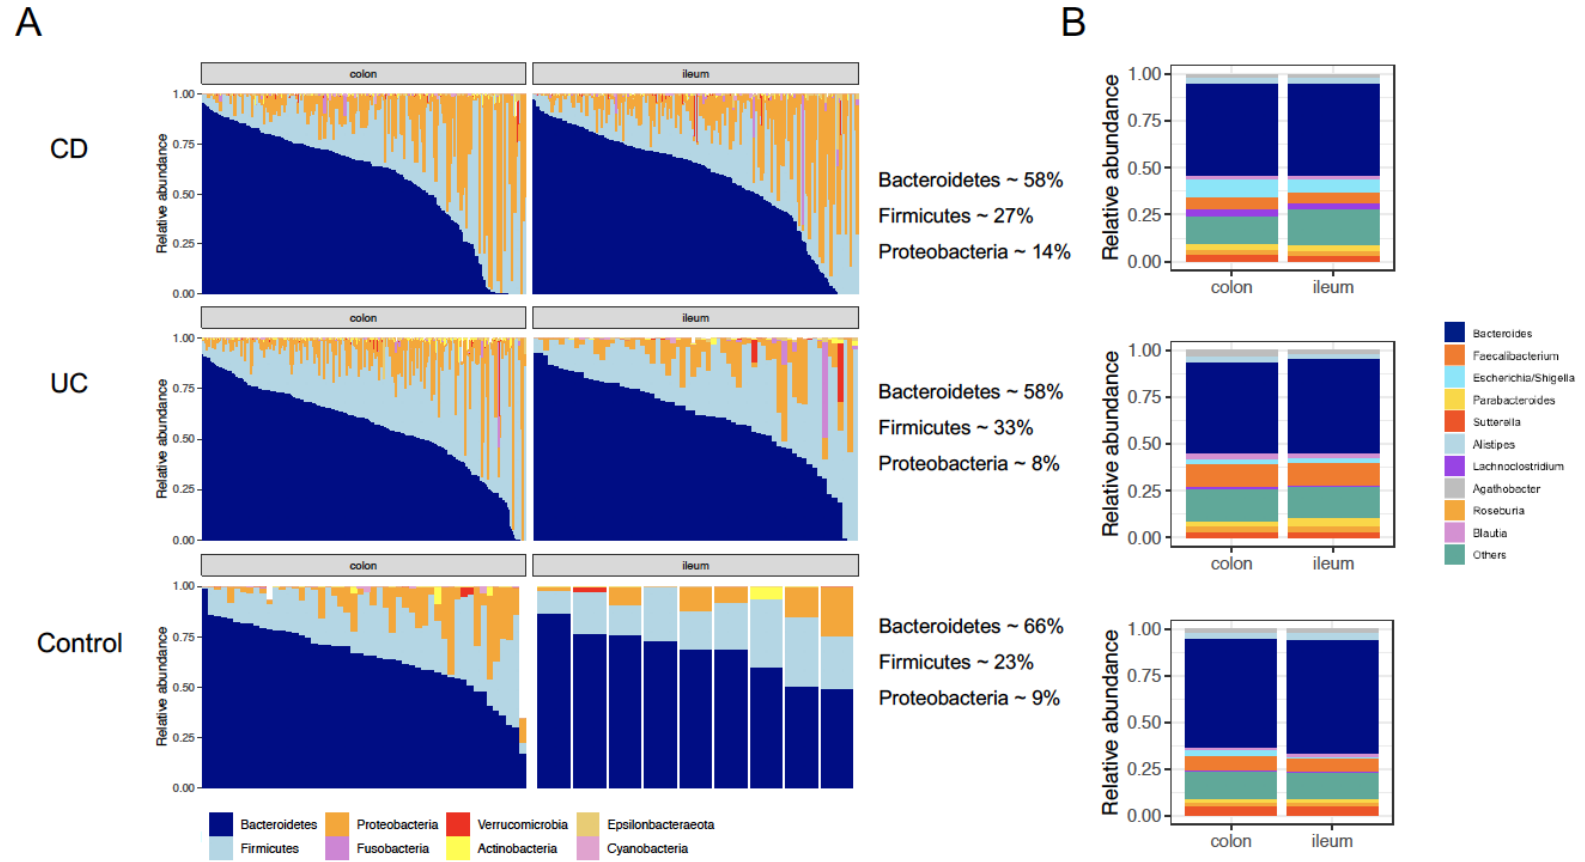 A
B
colon
ileum
CD
Relative abundance
1.00
0.75
0.50
0.25
0.00
Bacteroidetes ~ 58%
Firmicutes ~ 27%
Proteobacteria ~ 14%
Relative abundance
1.00
0.75
0.50
0.25
0.00
colon
ileum
colon
ileum
UC
Relative abundance
1.00
0.75
0.50
0.25
0.00
Bacteroidetes ~ 58%
Firmicutes ~ 33%
Proteobacteria ~ 8%
Relative abundance
1.00
0.75
0.50
0.25
0.00
colon
ileum
Bacteroides
Faecalibacterium
Escherichia/Shigella
Parabacteroides
Sutterella
Alistipes
Lachnoclostridium
Agathobacter
Roseburia
Blautia
Others
colon
ileum
Control
Relative abundance
1.00
0.75
0.50
0.25
0.00
Bacteroidetes ~ 66%
Firmicutes ~ 23%
Proteobacteria ~ 9%
Relative abundance
1.00
0.75
0.50
0.25
0.00
colon
ileum
Bacteroidetes
Proteobacteria
Verrucomicrobia
Epsilonbacteraeota
Firmicutes
Fusobacteria
Actinobacteria
Cyanobacteria